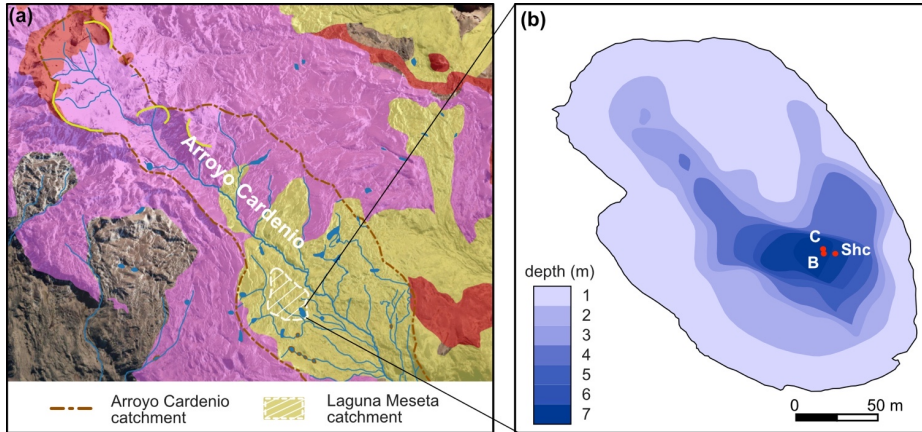 (a)
Arroyo Cardenio
Arroyo Cardenio
catchment
Laguna Meseta
catchment
(b)
C
Shc
B
depth (m)
1
2
3
4
5
6
7
0
50 m